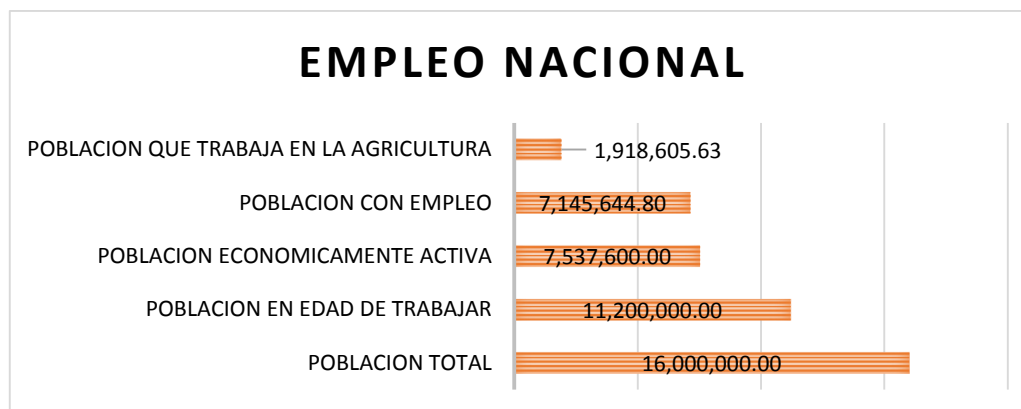 EMPLEO NACIONAL
POBLACION QUE TRABAJA EN LA AGRICULTURA 1,918,605.63
POBLACION CON EMPLEO 7,145,644.80
POBLACION ECONOMICAMENTE ACTIVA 7,537,600.00
POBLACION EN EDAD DE TRABAJAR 11,200,000.00
POBLACION TOTAL 16,000,000.00